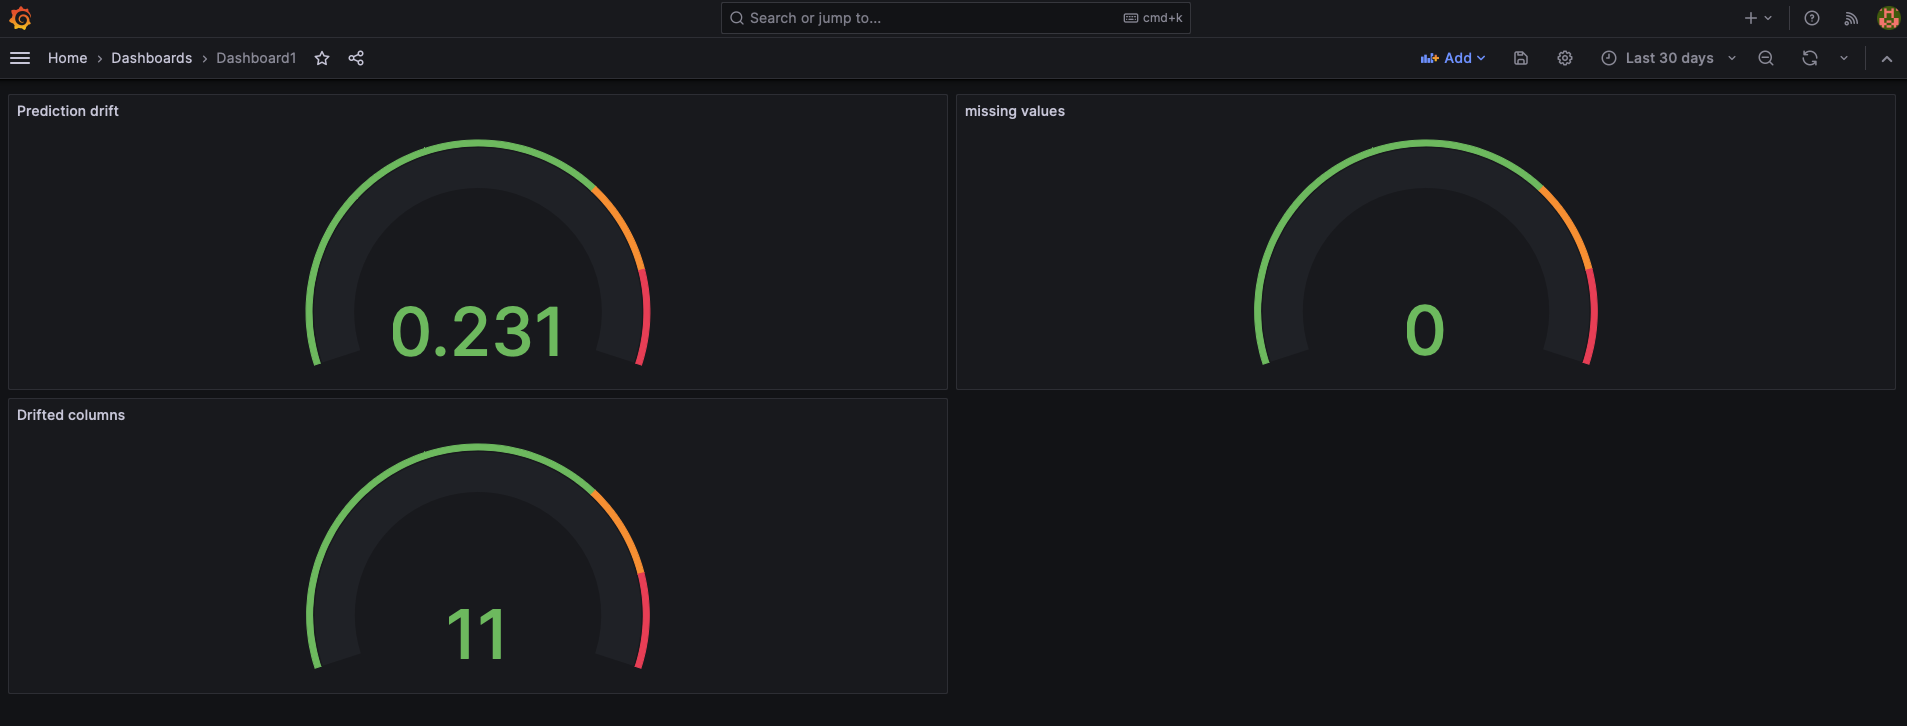 Search or jump to...
cmd+k
Home
Dashboards
Dashboard1
Add
Last 30 days
Prediction drift
0.231
missing values
0
Drifted columns
11